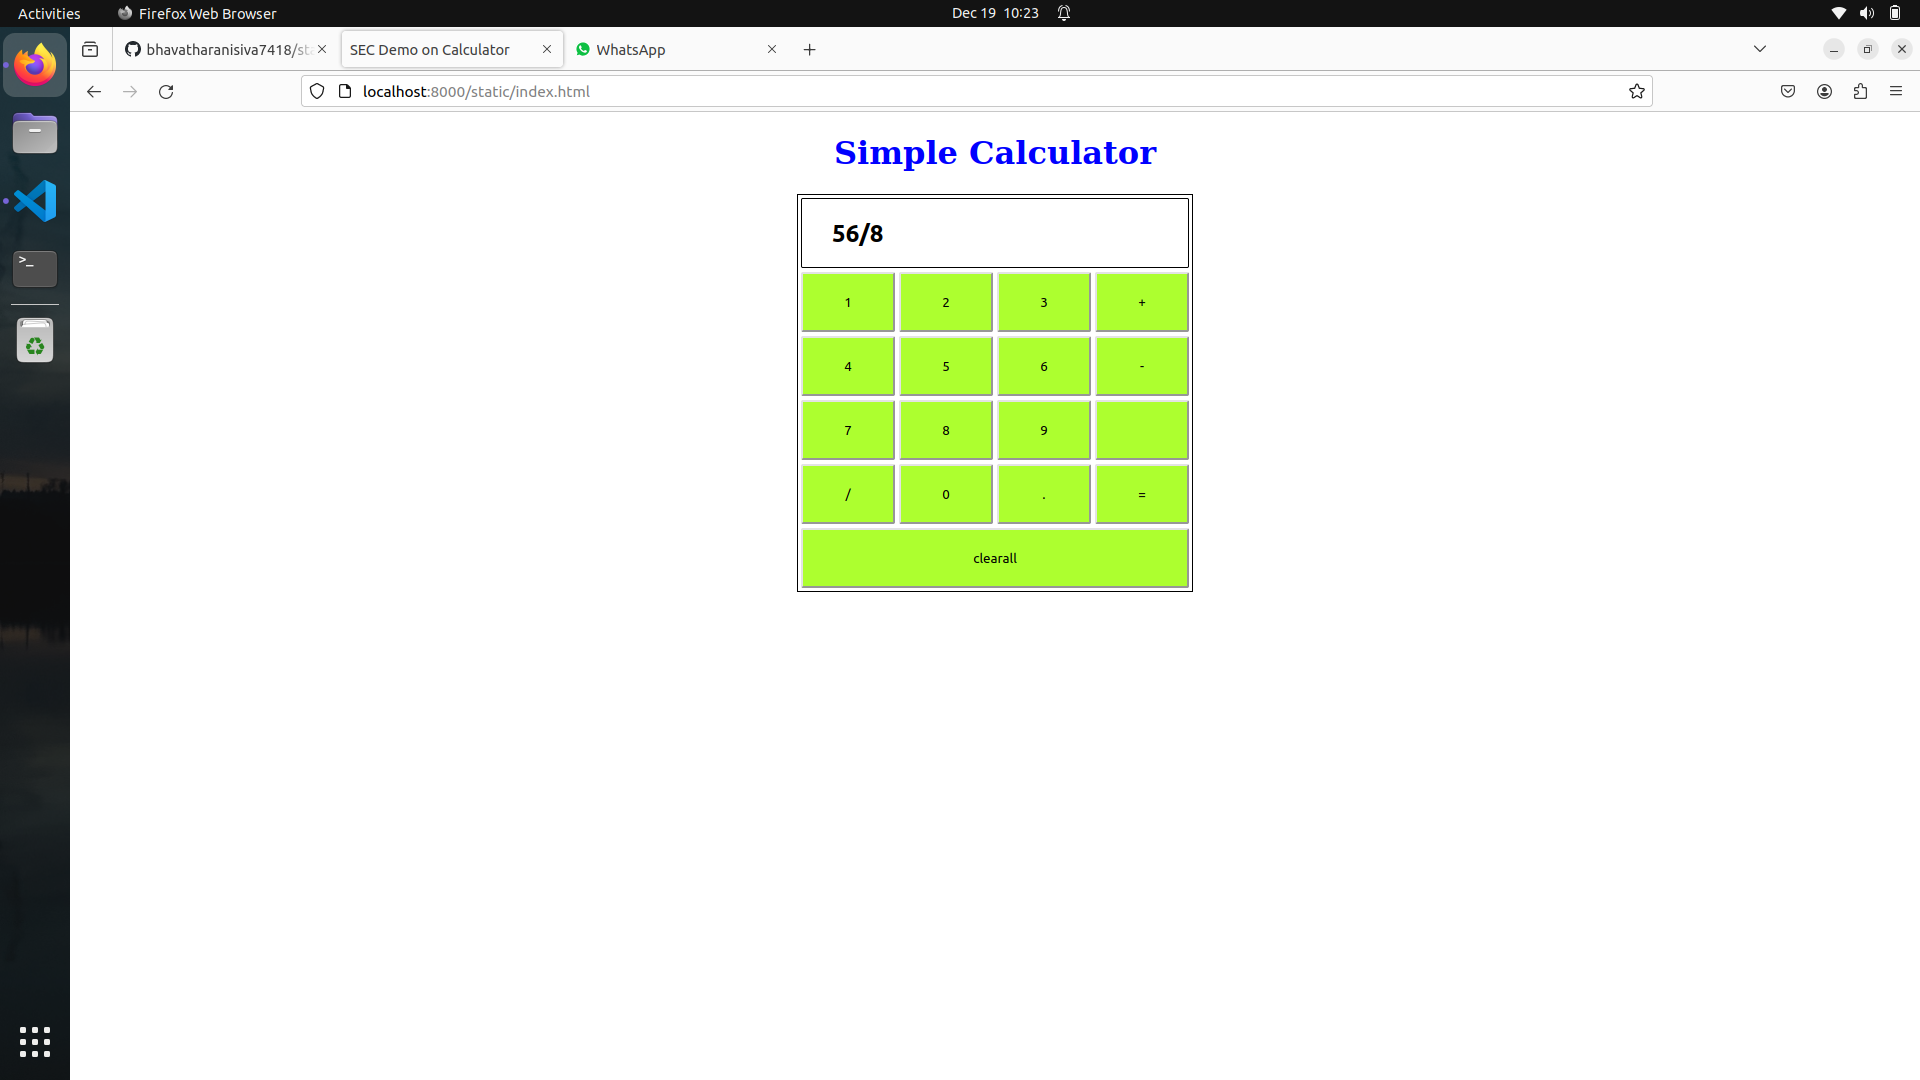 Activities
Firefox Web Browser
Dec 19 10:23
bhavatharanisiva7418/st
SEC Demo on Calculator
WhatsApp
localhost:8000/static/index.html
Simple Calculator
56/8
1 2 3 +
4 5 6 -
7 8 9
/ 0 . =
clearall